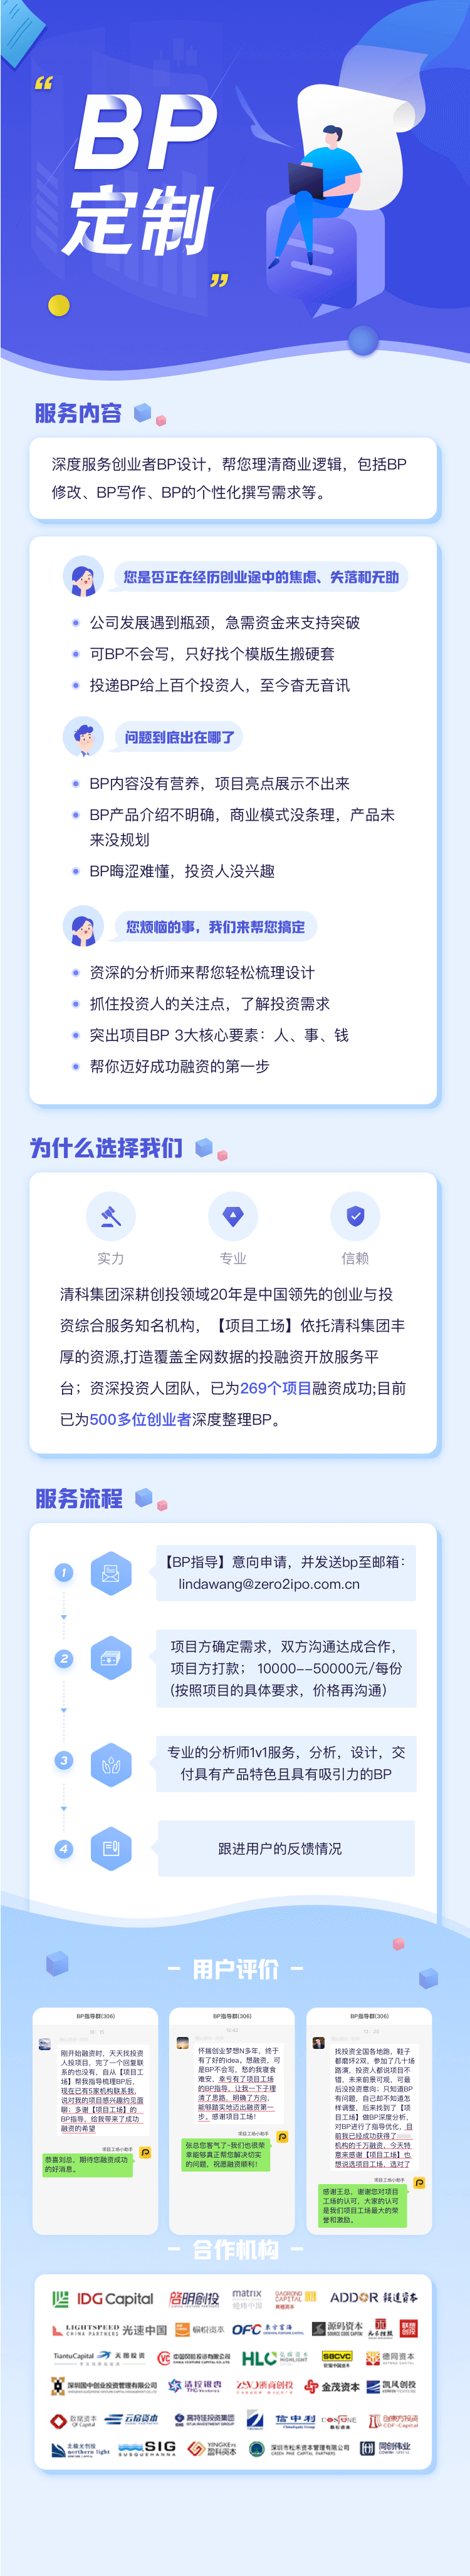 “
BP
定制
”
服务内容
深度服务创业者BP设计，帮您理清商业逻辑，包括BP
修改、BP写作、BP的个性化撰写需求等。
您是否正在经历创业途中的焦虑、失落和无助
公司发展遇到瓶颈，急需资金来支持突破
可BP不会写，只好找个模版生搬硬套
投递BP给上百个投资人，至今杳无音讯
问题到底出在哪了
BP内容没有营养，项目亮点展示不出来
BP产品介绍不明确，商业模式没条理，产品未
来没规划
BP晦涩难懂，投资人没兴趣
您烦恼的事，我们来帮您搞定
资深的分析师来帮您轻松梳理设计
抓住投资人的关注点，了解投资需求
突出项目BP 3大核心要素：人、事、钱
帮你迈好成功融资的第一步
为什么选择我们
实力 专业 信赖
清科集团深耕创投领域20年是中国领先的创业与投
资综合服务知名机构，【项目工场】依托清科集团丰
厚的资源,打造覆盖全网数据的投融资开放服务平
台；资深投资人团队，已为269个项目融资成功;目前
已为500多位创业者深度整理BP。
服务流程
1
【BP指导】意向申请，并发送bp至邮箱：
lindawang@zero2ipo.com.cn
2
项目方确定需求，双方沟通达成合作，
项目方打款； 10000--50000元/每份
(按照项目的具体要求，价格再沟通）
3
专业的分析师1v1服务，分析，设计，交
付具有产品特色且具有吸引力的BP
4
跟进用户的反馈情况
用户评价
BP指导群(306)
刚开始融资时，天天找投资
人投项目，完了一个回复联
系的也没有，自从【项目工
场】帮我指导梳理BP后，
现在已有5家机构联系我，
说对我的项目感兴趣约见面
聊；多谢【项目工场】的
BP指导，给我带来了成功
融资的希望
项目工场小助手
恭喜刘总，期待您融资成功
的好消息。
BP指导群(306)
怀揣创业梦想N多年，终于
有了好的idea，想融资，可
是BP不会写，愁的我寝食
难安，幸亏有了项目工场
的BP指导，让我一下子理
清了思路，明确了方向，
能够踏实地迈出融资第一
步。感谢项目工场！
项目工场小助手
张总您客气了~我们也很荣
幸能够真正帮您解决切实
的问题，祝愿融资顺利！
BP指导群(306)
找投资全国各地跑，鞋子
都磨坏2双，参加了几十场
路演，投资人都说项目不
错，未来前景可观，可最
后没投资意向：只知道BP
有问题，自己却不知道怎
样调整，后来找到了【项
目工场】做BP深度分析，
对BP进行了指导优化，目
前我已经成功获得了
机构的千万融资，今天特
意来感谢【项目工场】也
想说选项目工场，选对了
项目工场小助手
感谢王总，谢谢您对项目
工场的认可，大家的认可
是我们项目工场最大的荣
誉和激励。
合作机构
IDG Capital 启明创投 matrix 经纬中国 ADDOR 毅达资本
LIGHTSPEED CHINA PARTNERS 光速中国 愉悦资本 OFC 东方富海 源码资本 SOURCE CODE CAPITAL
TiantuCapital 天图投资 中国风险投资有限公司 HLC 弘晖资本 HIGHLIGHT SBCVC 软银中国资本 德同资本
深圳国中创业投资管理有限公司 清控银杏 浙商创投 金茂资本 凯风创投
启赋资本 QF Capital 云启资本 高特佳投资集团 信中利 创东方投资 CDF-Capital
北极光创投 northern light SIG SUSQUEHANNA YINGKE 盈科资本 深圳市松禾资本管理有限公司 GREEN PINE CAPITAL PARTNERS 同创伟业